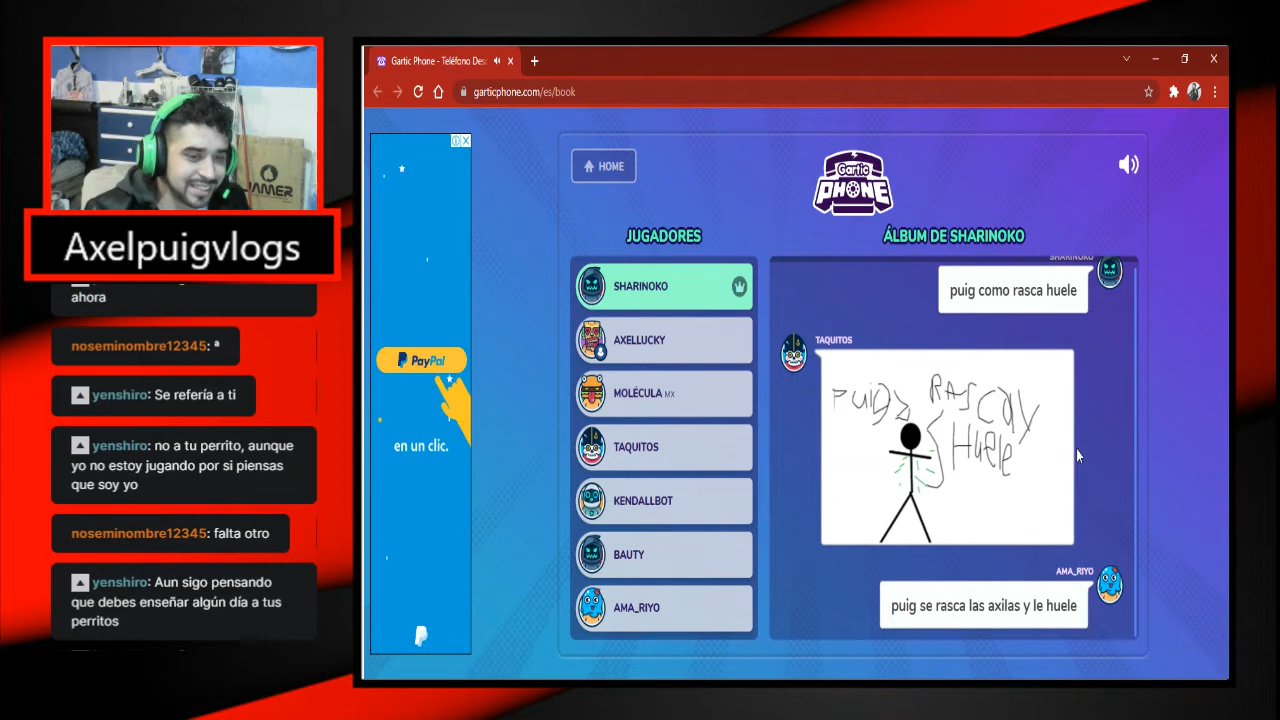 Axelpuigvlogs
ahora
noseminombre12345: ª
yenshiro: Se refería a ti
yenshiro: no a tu perrito, aunque
yo no estoy jugando por si piensas
que soy yo
noseminombre12345: falta otro
yenshiro: Aun sigo pensando
que debes enseñar algún día a tus
perritos
Gartic Phone - Teléfono Des
garticphone.com/es/book
PayPal
en un clic.
HOME
Gartic
PHONE
JUGADORES
SHARINOKO
AXELLUCKY
MOLÉCULA MX
TAQUITOS
KENDALLBOT
BAUTY
AMA_RIYO
ÁLBUM DE SHARINOKO
SHARINOKO
puig como rasca huele
TAQUITOS
RASCa y
Huele
AMA_RIYO
puig se rasca las axilas y le huele